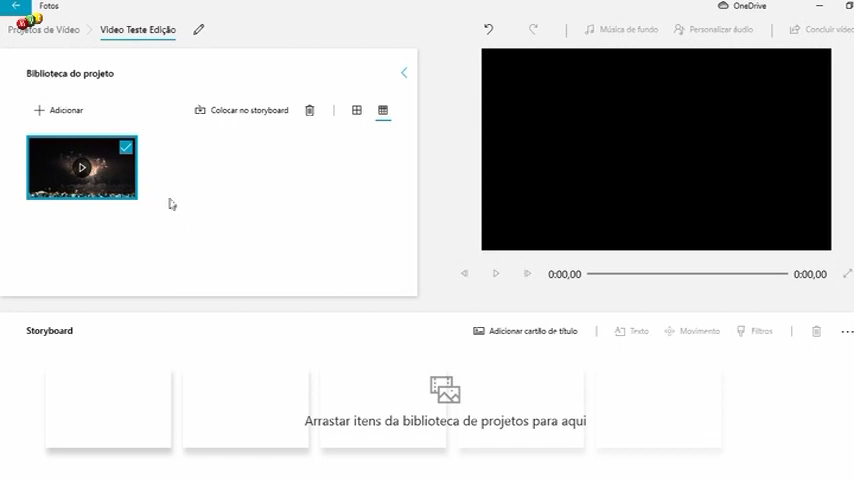 Fotos
OneDrive
Projetos de Vídeo
Video Teste Edição
Música de fundo
Personalizar áudio
Concluir vídeo
Biblioteca do projeto
Adicionar
Colocar no storyboard
0:00,00
0:00,00
Storyboard
Adicionar cartão de título
Texto
Movimento
Filtros
Arrastar itens da biblioteca de projetos para aqui